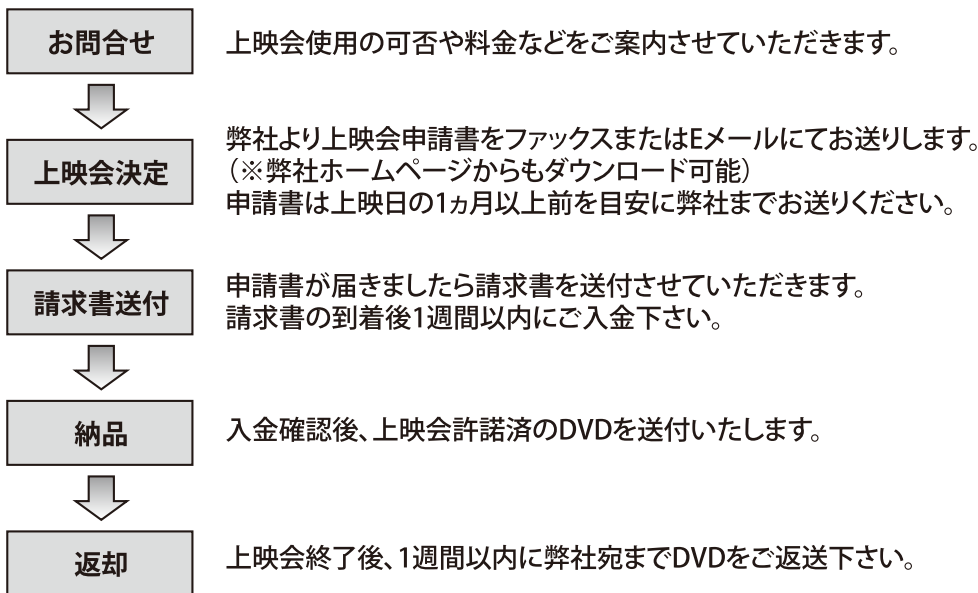 お問合せ
上映会使用の可否や料金などをご案内させていただきます。
上映会決定
弊社より上映会申請書をファックスまたはEメールにてお送りします。
（※弊社ホームページからもダウンロード可能）
申請書は上映日の1ヵ月以上前を目安に弊社までお送りください。
請求書送付
申請書が届きましたら請求書を送付させていただきます。
請求書の到着後1週間以内にご入金下さい。
納品
入金確認後、上映会許諾済のDVDを送付いたします。
返却
上映会終了後、1週間以内に弊社宛までDVDをご返送下さい。